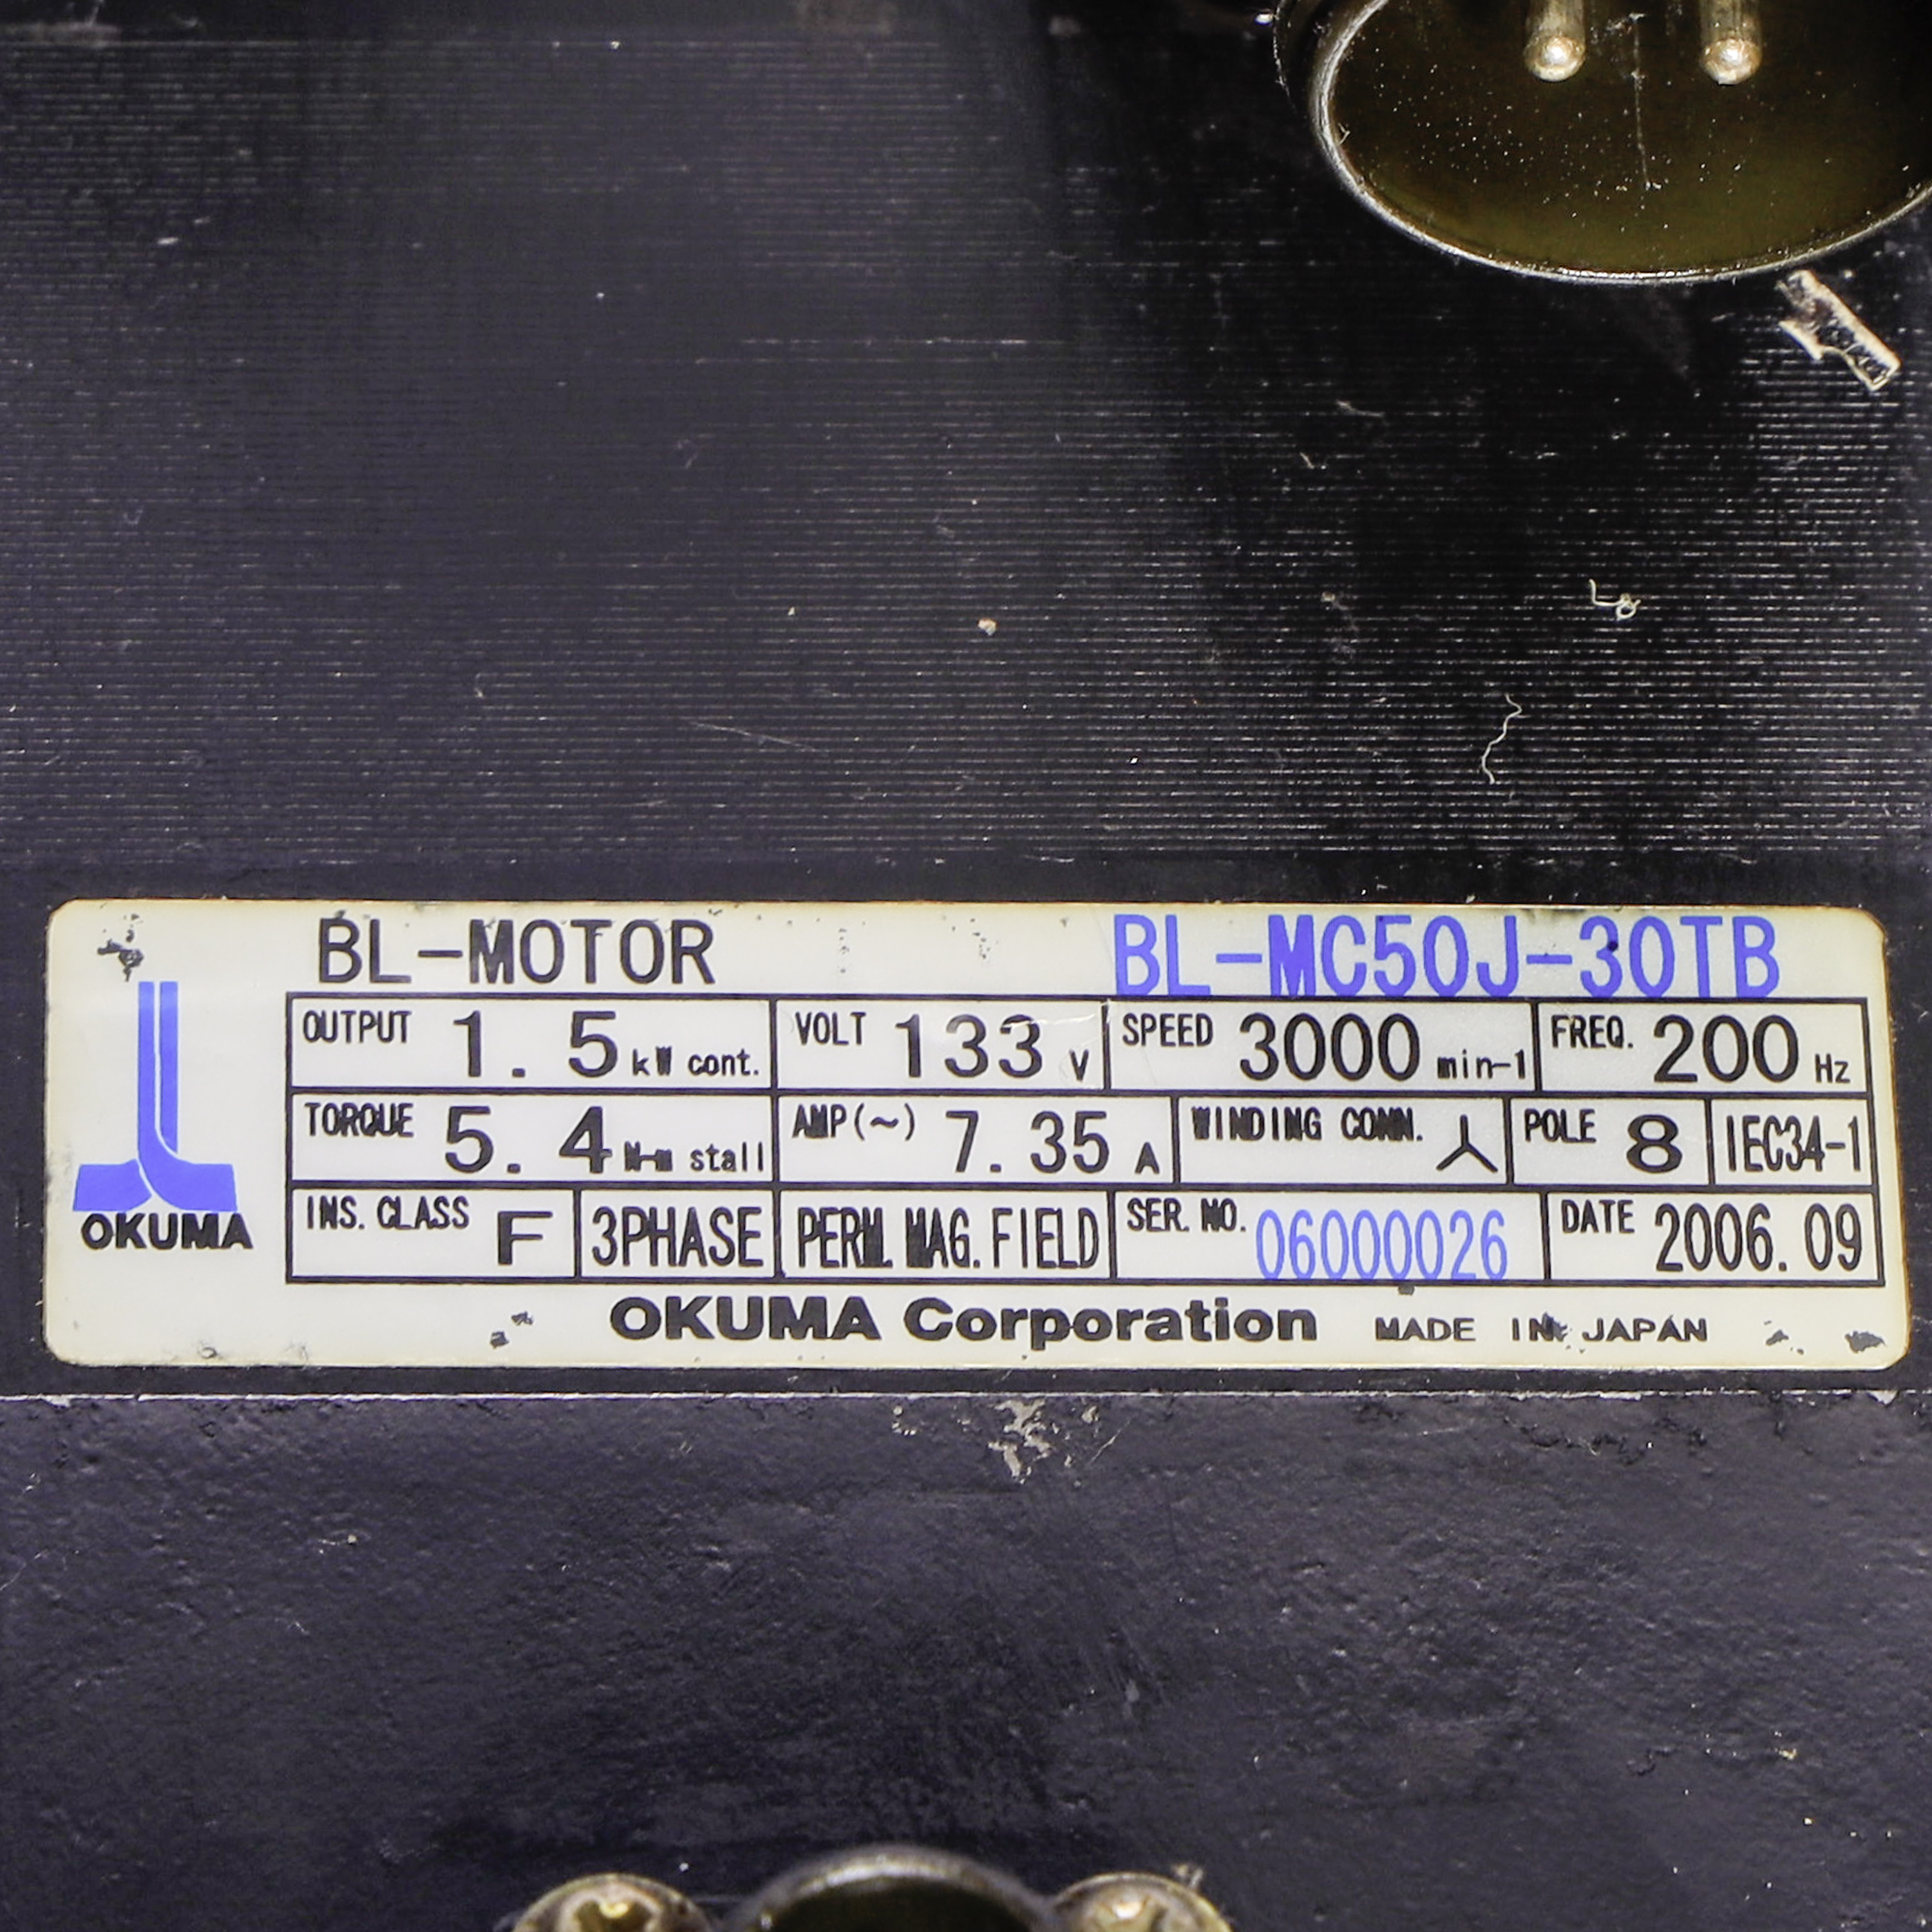 BL-MOTOR BL-MC50J-30TB
OUTPUT 1.5 kW cont. VOLT 133 V SPEED 3000 min-1 FREQ. 200 Hz
TORQUE 5.4 N-m stall AMP(~) 7.35 A WINDING CONN. 人 POLE 8 IEC34-1
INS. CLASS F 3PHASE PERM. MAG. FIELD SER. NO. 06000026 DATE 2006.09
OKUMA
OKUMA Corporation MADE IN JAPAN